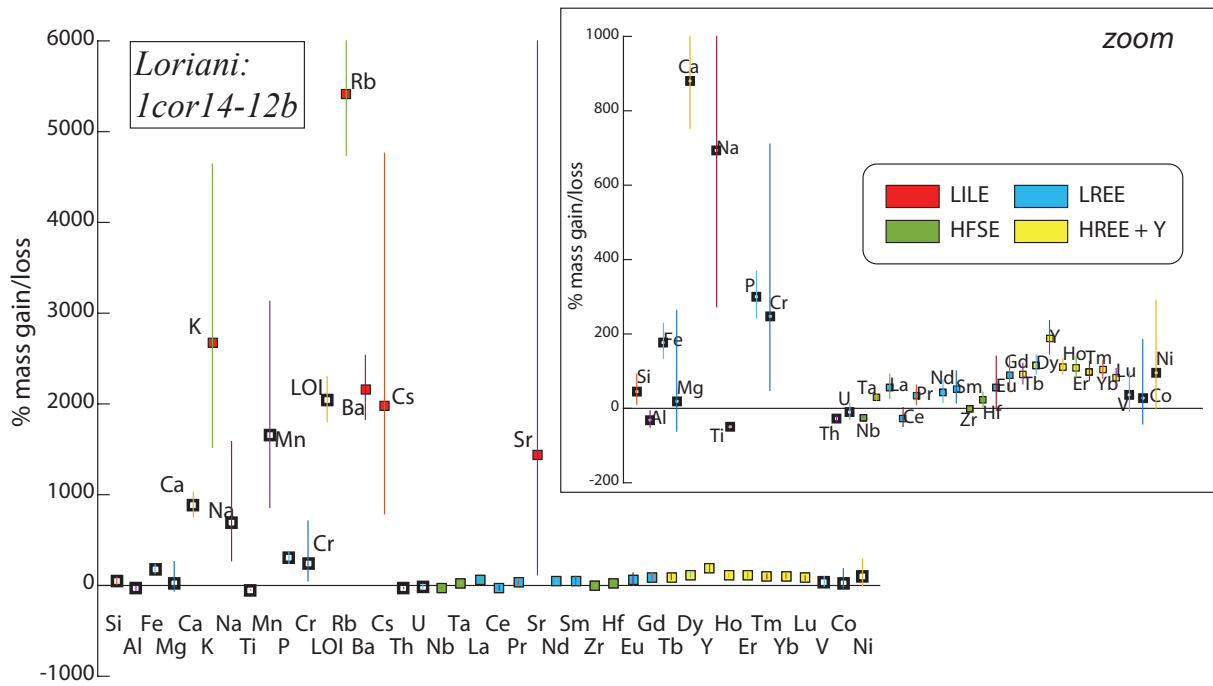 6000
5000
4000
3000
2000
1000
0
-1000
% mass gain/loss
Loriani:
1cor14-12b
Rb
K
LOI
Ba
Cs
Mn
Sr
Ca
Na
Cr
Si Fe Ca Na Mn Cr Rb Cs U Ta Ce Sr Sm Hf Gd Dy Ho Tm Lu Co
Al Mg K Ti P LOI Ba Th Nb La Pr Nd Zr Eu Tb Y Er Yb V Ni
zoom
1000
800
600
400
200
0
-200
% mass gain/loss
Ca
Na
P
Cr
Fe
Mg
Si
Al
Ti
Th
U
Nb
Ta
La
Ce
Pr
Nd
Sm
Zr
Hf
Eu
Gd
Tb
Dy
Y
Ho
Er
Tm
Yb
Lu
V
Co
Ni
LILE LREE
HFSE HREE + Y